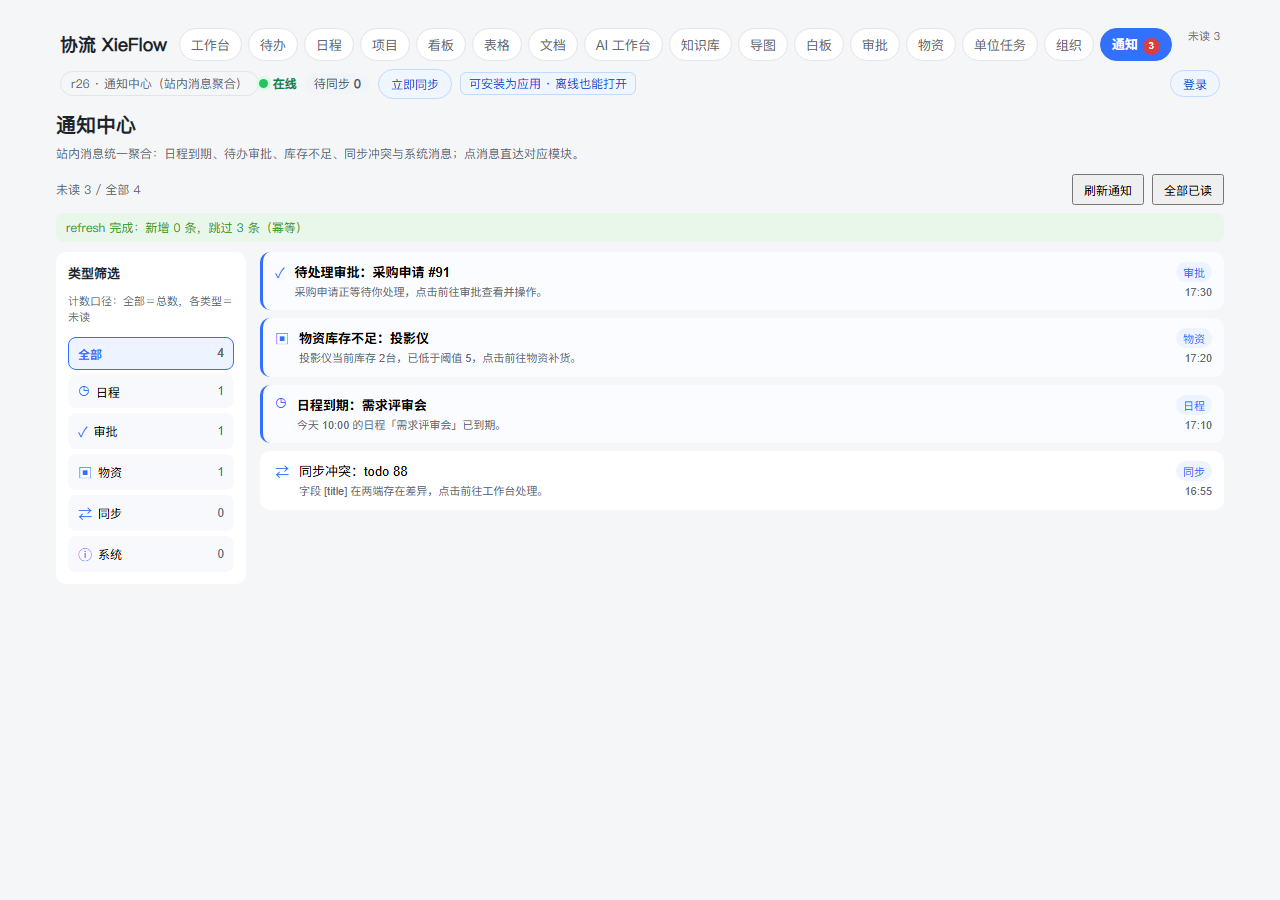 协流 XieFlow 工作台 待办 日程 项目 看板 表格 文档 AI 工作台 知识库 导图 白板 审批 物资 单位任务 组织 通知 3 未读 3
r26 · 通知中心（站内消息聚合） 在线 待同步 0 立即同步 可安装为应用 · 离线也能打开 登录
通知中心
站内消息统一聚合：日程到期、待办审批、库存不足、同步冲突与系统消息；点消息直达对应模块。
未读 3 / 全部 4 刷新通知 全部已读
refresh 完成：新增 0 条，跳过 3 条（幂等）
类型筛选
计数口径：全部＝总数，各类型＝
未读
全部 4
日程 1
✓ 审批 1
物资 1
⇄ 同步 0
ⓘ 系统 0
✓ 待处理审批：采购申请 #91 审批
采购申请正等待你处理，点击前往审批查看并操作。 17:30
物资库存不足：投影仪 物资
投影仪当前库存 2台，已低于阈值 5，点击前往物资补货。 17:20
日程到期：需求评审会 日程
今天 10:00 的日程「需求评审会」已到期。 17:10
⇄ 同步冲突：todo 88 同步
字段 [title] 在两端存在差异，点击前往工作台处理。 16:55